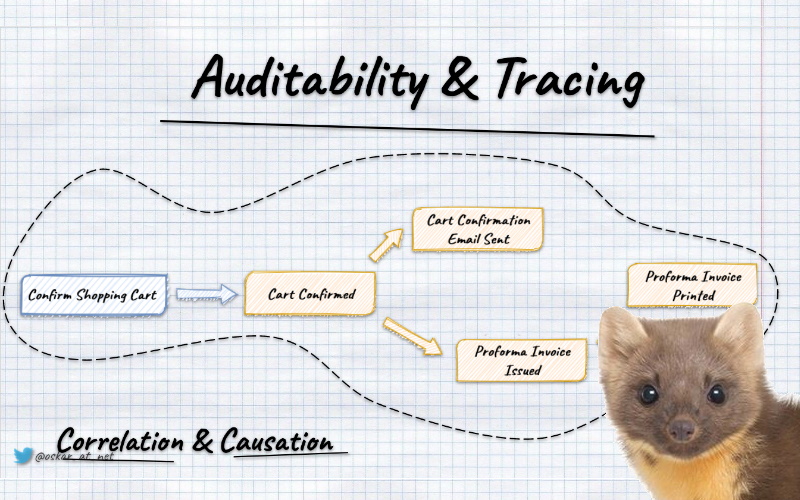 Auditability & Tracing
Cart Confirmation
Email Sent
Confirm Shopping Cart
Cart Confirmed
Proforma Invoice
Printed
Proforma Invoice
Issued
Correlation & Causation
@oskar_at_net